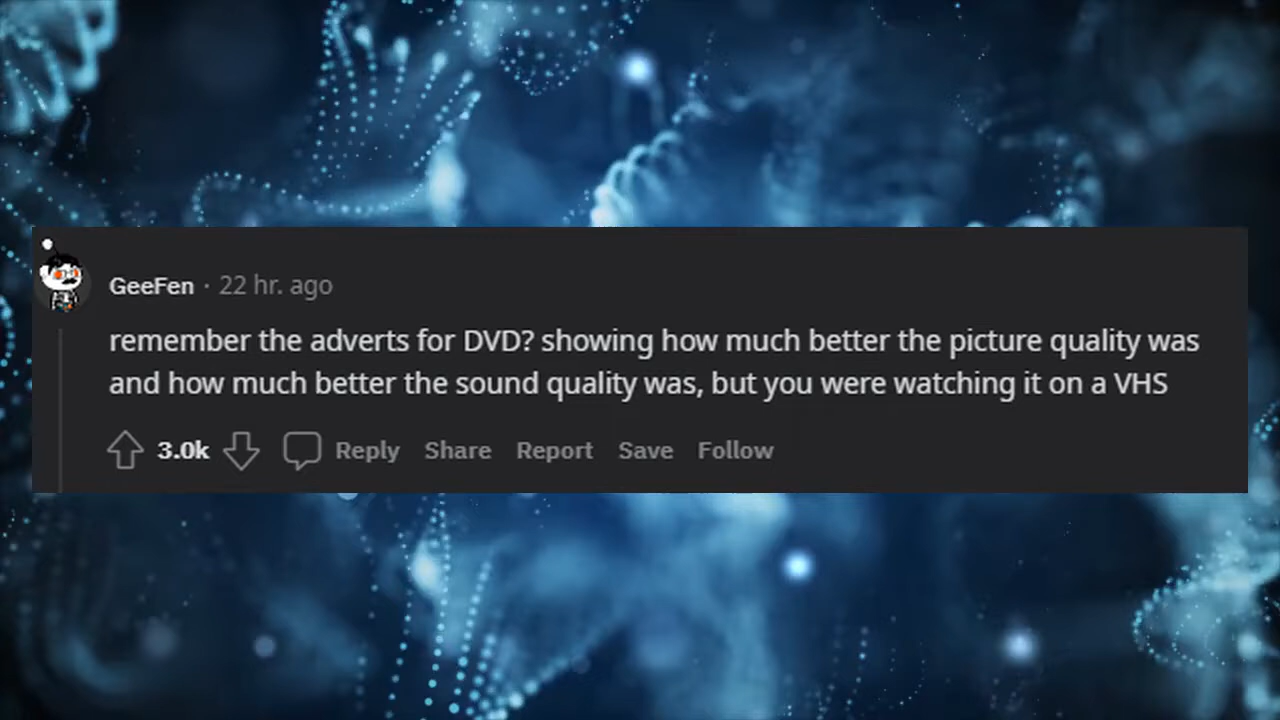 GeeFen · 22 hr. ago
remember the adverts for DVD? showing how much better the picture quality was
and how much better the sound quality was, but you were watching it on a VHS
3.0k Reply Share Report Save Follow